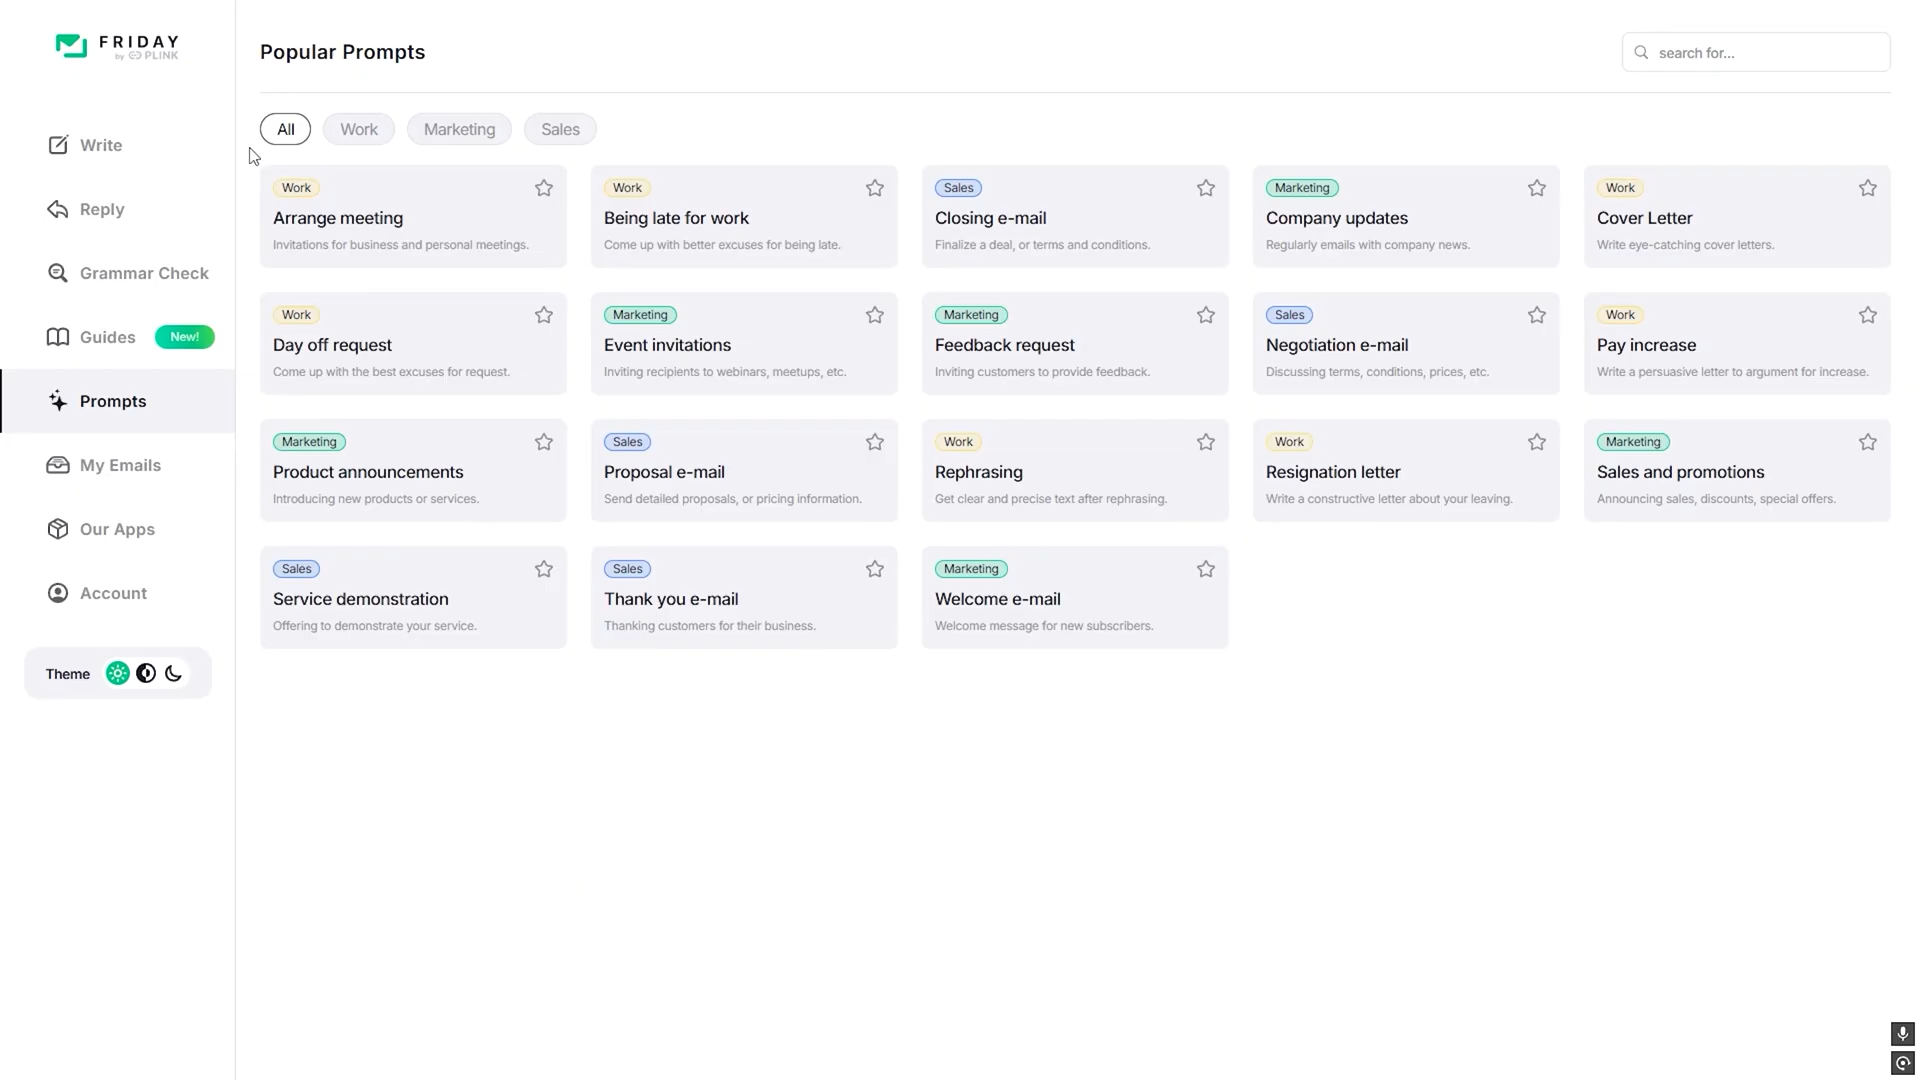 FRIDAY
by PLINK
Write
Reply
Grammar Check
Guides New!
Prompts
My Emails
Our Apps
Account
Theme
Popular Prompts
search for...
All Work Marketing Sales
Work
Arrange meeting
Invitations for business and personal meetings.
Work
Being late for work
Come up with better excuses for being late.
Sales
Closing e-mail
Finalize a deal, or terms and conditions.
Marketing
Company updates
Regularly emails with company news.
Work
Cover Letter
Write eye-catching cover letters.
Work
Day off request
Come up with the best excuses for request.
Marketing
Event invitations
Inviting recipients to webinars, meetups, etc.
Marketing
Feedback request
Inviting customers to provide feedback.
Sales
Negotiation e-mail
Discussing terms, conditions, prices, etc.
Work
Pay increase
Write a persuasive letter to argument for increase.
Marketing
Product announcements
Introducing new products or services.
Sales
Proposal e-mail
Send detailed proposals, or pricing information.
Work
Rephrasing
Get clear and precise text after rephrasing.
Work
Resignation letter
Write a constructive letter about your leaving.
Marketing
Sales and promotions
Announcing sales, discounts, special offers.
Sales
Service demonstration
Offering to demonstrate your service.
Sales
Thank you e-mail
Thanking customers for their business.
Marketing
Welcome e-mail
Welcome message for new subscribers.